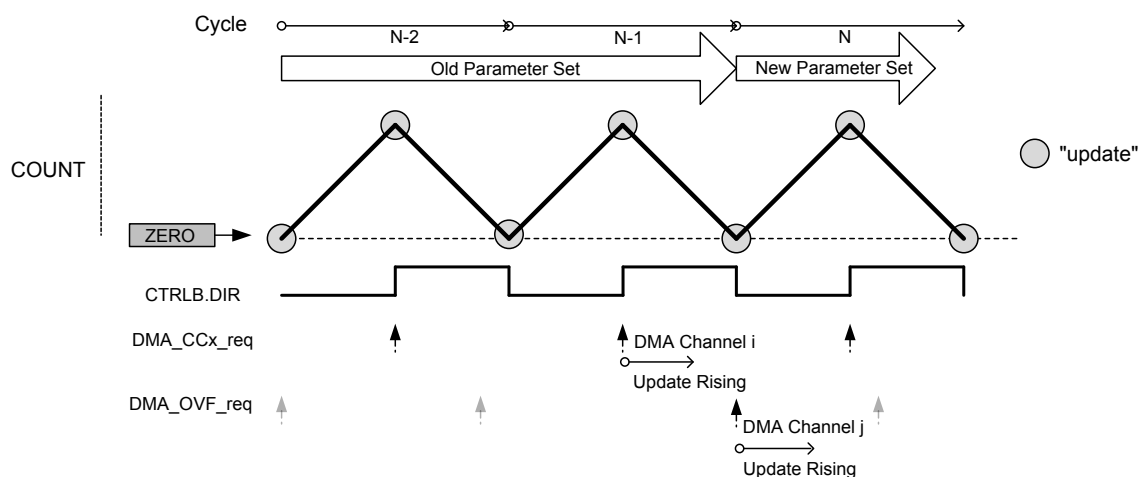 Cycle
N-2
N-1
N
Old Parameter Set
New Parameter Set
COUNT
"update"
ZERO
CTRLB.DIR
DMA_CCx_req
DMA Channel i
Update Rising
DMA_OVF_req
DMA Channel j
Update Rising